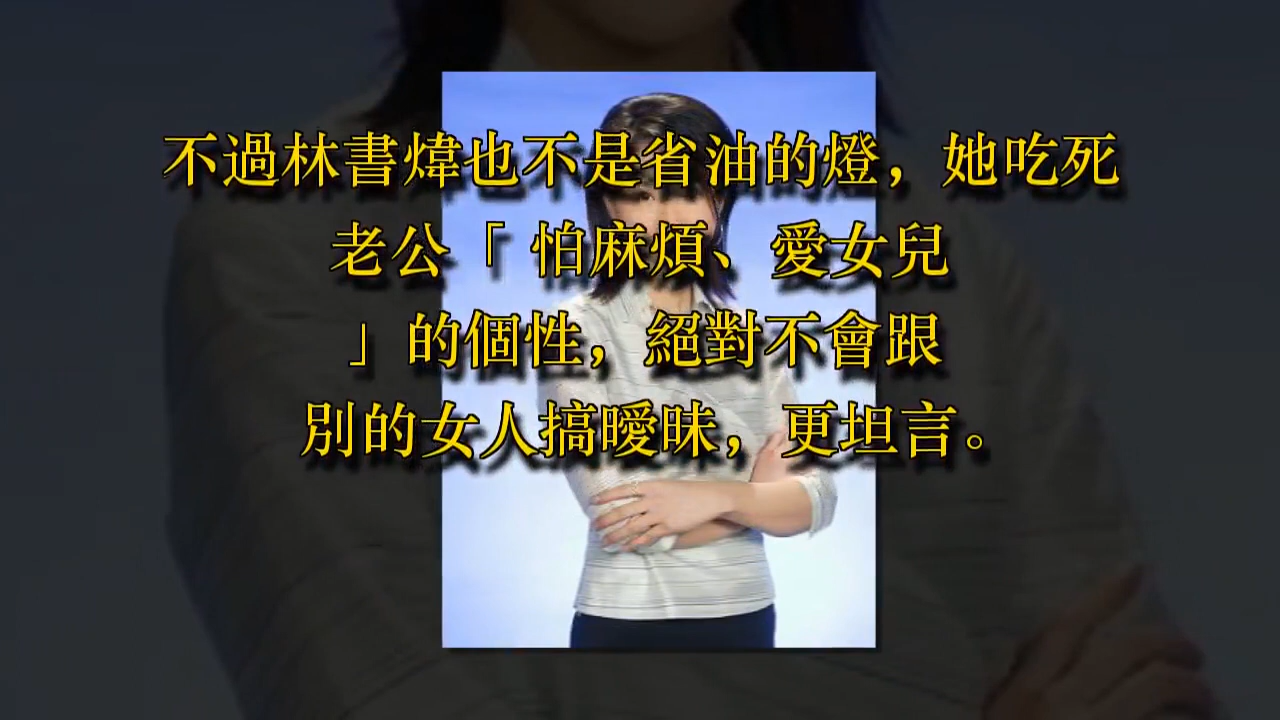 不過林書煒也不是省油的燈，她吃死
老公「 怕麻煩、愛女兒
」的個性，絕對不會跟
別的女人搞曖昧，更坦言。